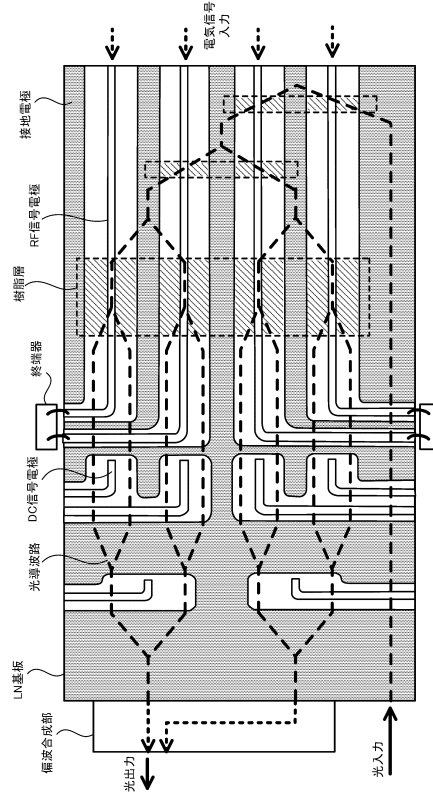 電気信号
入力
接地電極
RF信号電極
樹脂層
終端器
DC信号電極
光導波路
LN基板
偏波合成部
光出力
光入力